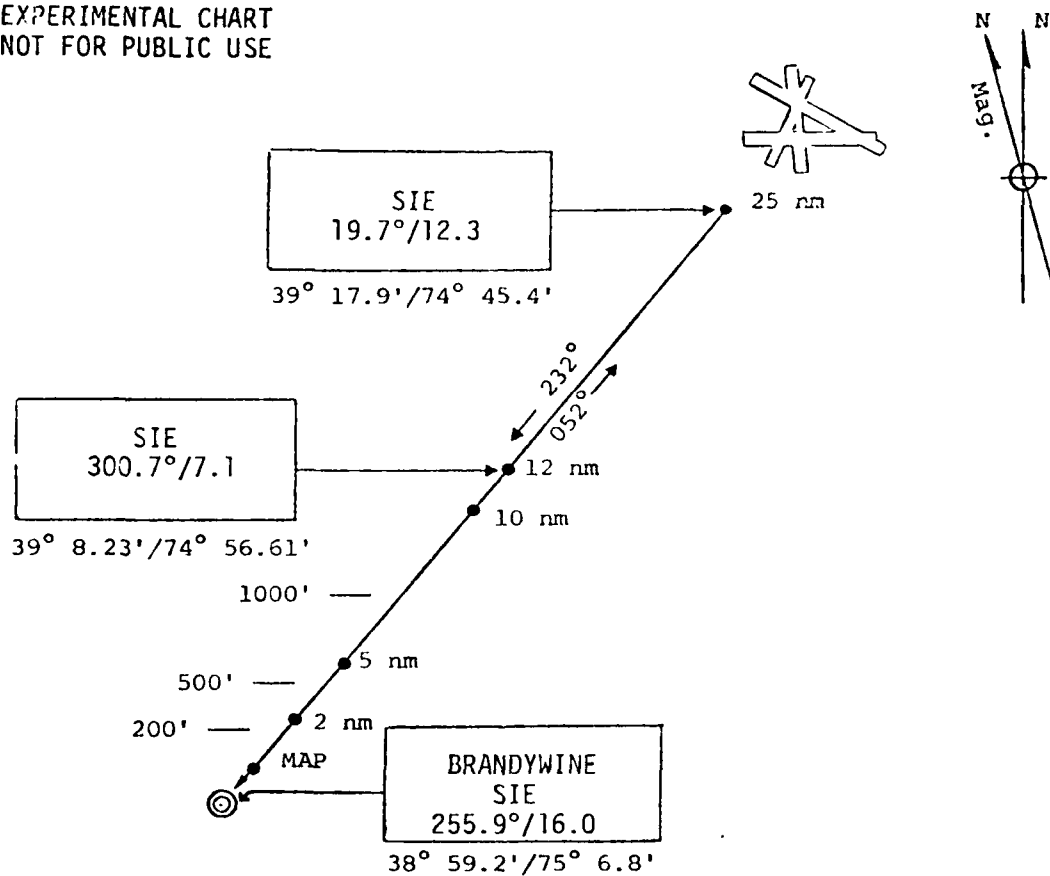 EXPERIMENTAL CHART
NOT FOR PUBLIC USE
N N
Mag.
25 nm
SIE
19.7°/12.3
39° 17.9'/74° 45.4'
232°
052°
SIE
300.7°/7.1
12 nm
10 nm
39° 8.23'/74° 56.61'
1000'
5 nm
500'
200'
2 nm
MAP
BRANDYWINE
SIE
255.9°/16.0
38° 59.2'/75° 6.8'